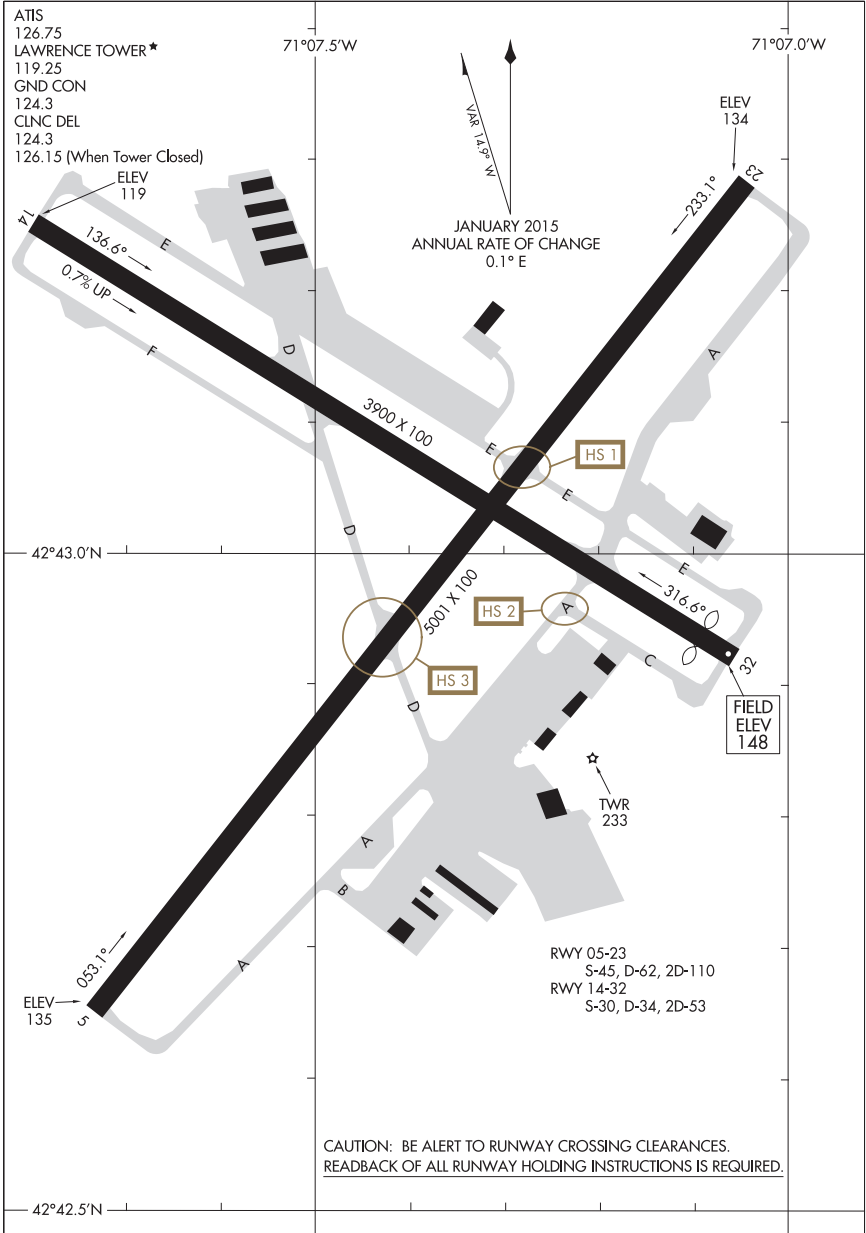 ATIS
126.75
LAWRENCE TOWER★
119.25
GND CON
124.3
CLNC DEL
124.3
126.15 (When Tower Closed)
71°07.5'W
71°07.0'W
VAR 14.9° W
JANUARY 2015
ANNUAL RATE OF CHANGE
0.1° E
ELEV
134
23
233.1°
ELEV
119
14
136.6°
0.7% UP
E
F
D
A
3900 X 100
E
HS 1
E
42°43.0'N
D
5001 X 100
HS 2
A
E
316.6°
32
C
HS 3
D
FIELD
ELEV
148
TWR
233
A
B
A
053.1°
ELEV
135
5
RWY 05-23
S-45, D-62, 2D-110
RWY 14-32
S-30, D-34, 2D-53
CAUTION: BE ALERT TO RUNWAY CROSSING CLEARANCES.
READBACK OF ALL RUNWAY HOLDING INSTRUCTIONS IS REQUIRED.
42°42.5'N